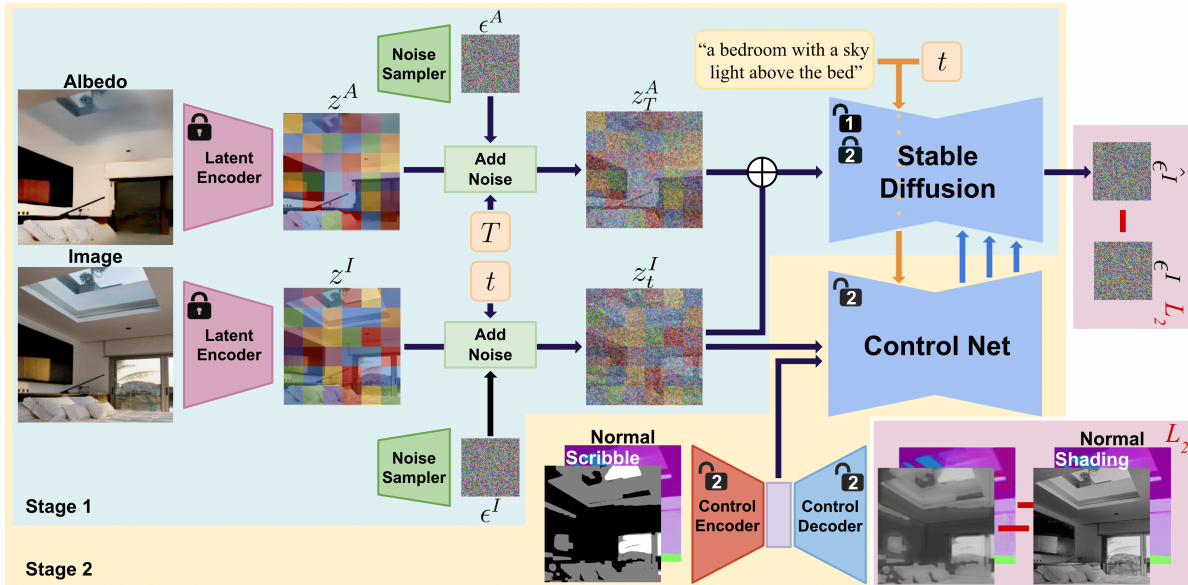 Albedo
Latent
Encoder
z^A
Noise
Sampler
ϵ^A
Add
Noise
T
z_T^A
“a bedroom with a sky
light above the bed”
t
1
2
Stable
Diffusion
ϵ̂^I
ϵ^I
L_2
Image
Latent
Encoder
z^I
t
Add
Noise
z_t^I
2
Control Net
Noise
Sampler
ϵ^I
Normal
Scribble
2
Control
Encoder
2
Control
Decoder
Normal
Shading
L_2
Stage 1
Stage 2